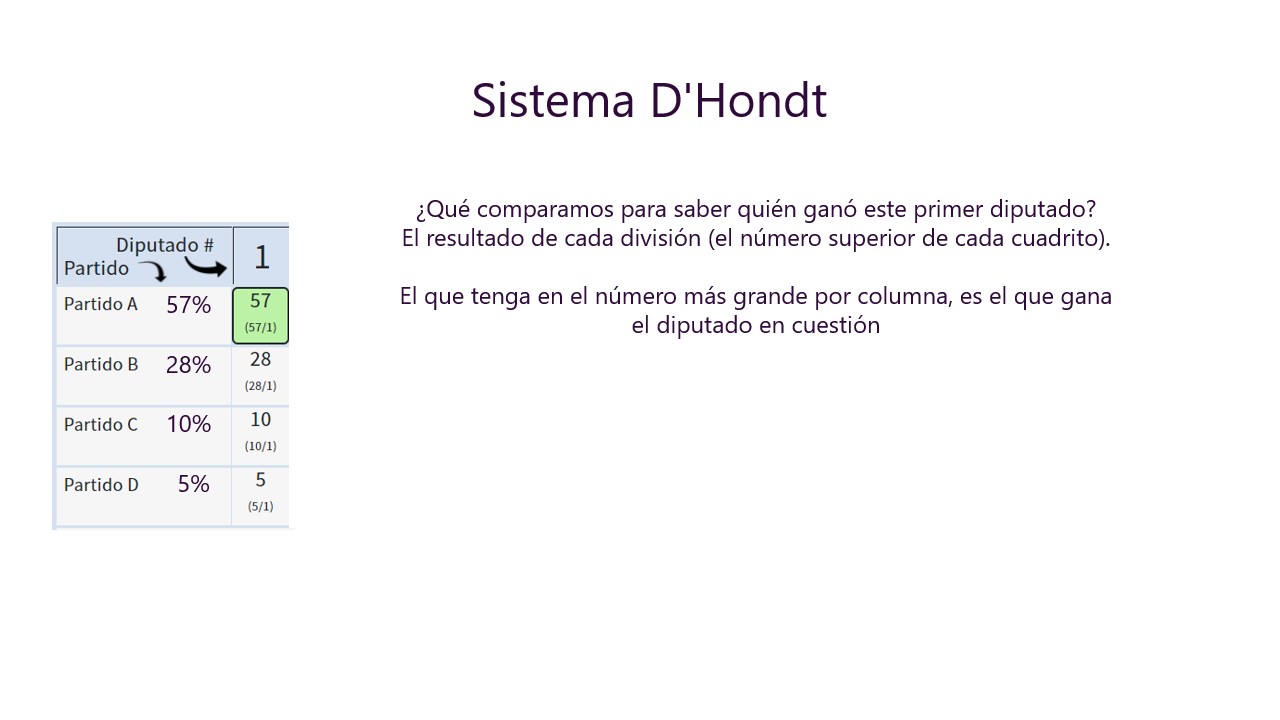 Sistema D'Hondt
¿Qué comparamos para saber quién ganó este primer diputado?
El resultado de cada división (el número superior de cada cuadrito).
El que tenga en el número más grande por columna, es el que gana
el diputado en cuestión
Diputado #
Partido
1
Partido A 57% 57
(57/1)
Partido B 28% 28
(28/1)
Partido C 10% 10
(10/1)
Partido D 5% 5
(5/1)